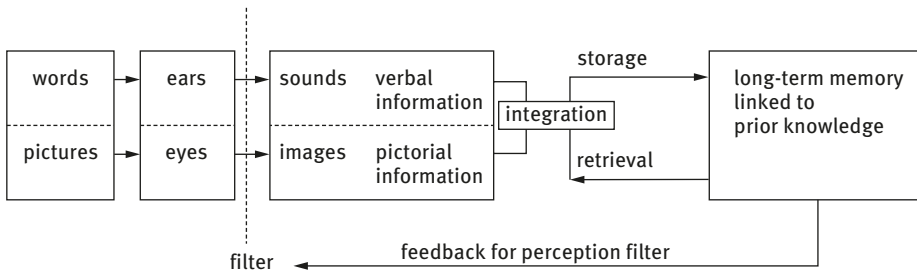 words
ears
sounds
verbal
information
pictures
eyes
images
pictorial
information
integration
storage
retrieval
long-term memory
linked to
prior knowledge
filter
feedback for perception filter